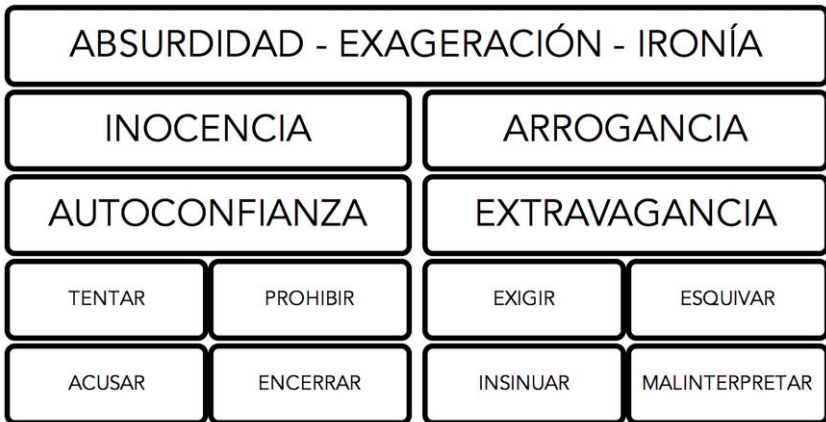 ABSURDIDAD - EXAGERACIÓN - IRONÍA
INOCENCIA
ARROGANCIA
AUTOCONFIANZA
EXTRAVAGANCIA
TENTAR
PROHIBIR
EXIGIR
ESQUIVAR
ACUSAR
ENCERRAR
INSINUAR
MALINTERPRETAR